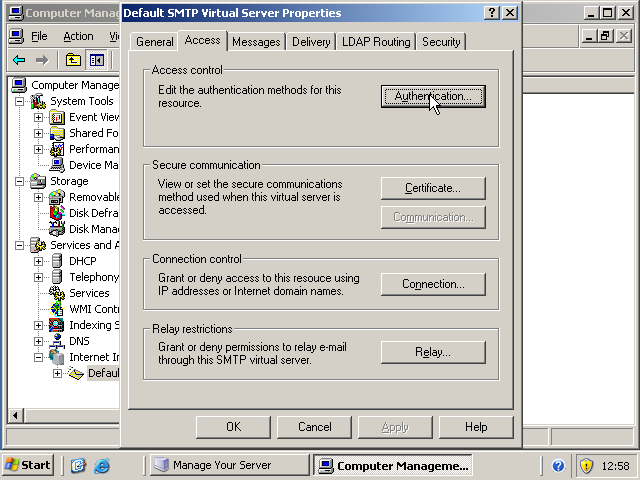 Computer Manag
Default SMTP Virtual Server Properties
File Action Vi
General Access Messages Delivery LDAP Routing Security
Computer Manage
System Tools
Event View
Shared Fo
Performan
Device Ma
Storage
Removable
Disk Defra
Disk Mana
Services and A
DHCP
Telephony
Services
WMI Contr
Indexing S
DNS
Internet In
Defaul
Access control
Edit the authentication methods for this
resource.
Authentication...
Secure communication
View or set the secure communications
method used when this virtual server is
accessed.
Certificate...
Communication...
Connection control
Grant or deny access to this resouce using
IP addresses or Internet domain names.
Connection...
Relay restrictions
Grant or deny permissions to relay e-mail
through this SMTP virtual server.
Relay...
OK Cancel Apply Help
Start Manage Your Server Computer Manageme... 12:58